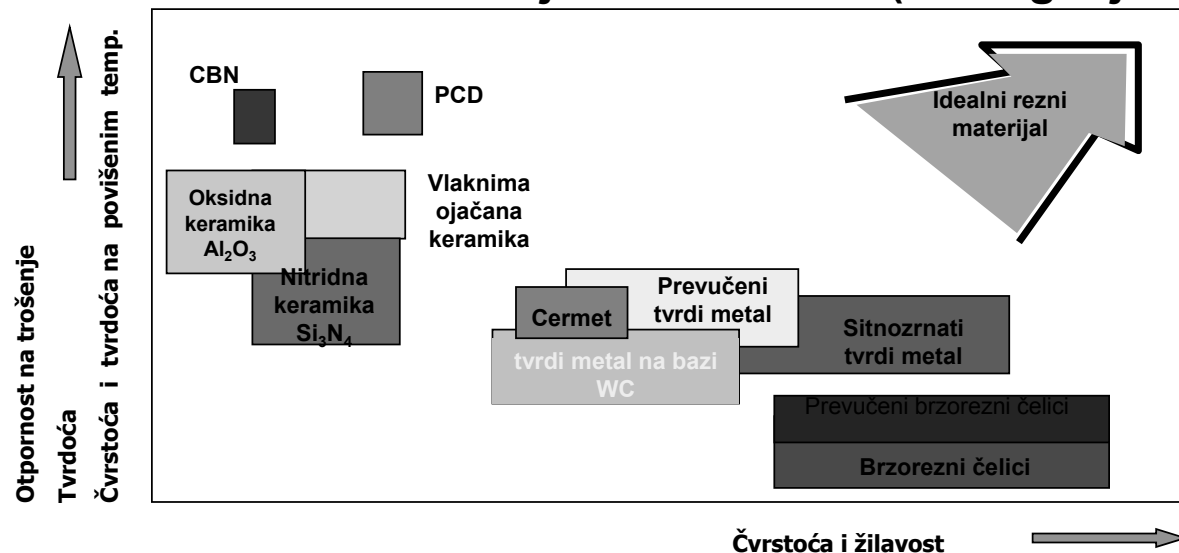 CBN
PCD
Idealni rezni
materijal
Oksidna
keramika
Al₂O₃
Vlaknima
ojačana
keramika
Nitridna
keramika
Si₃N₄
Cermet
Prevučeni
tvrdi metal
Sitnozrnati
tvrdi metal
tvrdi metal na bazi
WC
Prevučeni brzorezni čelici
Brzorezni čelici
Otpornost na trošenje
Tvrdoća
Čvrstoća i tvrdoća na povišenim temp.
Čvrstoća i žilavost